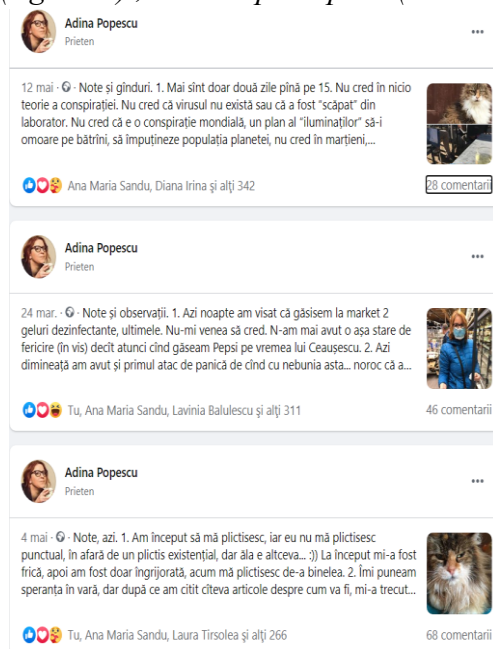 Adina Popescu
Prieten
12 mai · Note și gînduri. 1. Mai sînt doar două zile pînă pe 15. Nu cred în nicio
teorie a conspirației. Nu cred că virusul nu există sau că a fost "scăpat" din
laborator. Nu cred că e o conspirație mondială, un plan al "iluminaților" să-i
omoare pe bătrîni, să împuțineze populația planetei, nu cred în marțieni,...
Ana Maria Sandu, Diana Irina și alți 342
28 comentarii
Adina Popescu
Prieten
24 mar. · Note și observații. 1. Azi noapte am visat că găsisem la market 2
geluri dezinfectante, ultimele. Nu-mi venea să cred. N-am mai avut o așa stare de
fericire (în vis) decît atunci cînd găseam Pepsi pe vremea lui Ceaușescu. 2. Azi
dimineață am avut și primul atac de panică de cînd cu nebunia asta... noroc că a...
Tu, Ana Maria Sandu, Lavinia Balulescu și alți 311
46 comentarii
Adina Popescu
Prieten
4 mai · Note, azi. 1. Am început să mă plictisesc, iar eu nu mă plictisesc
punctual, în afară de un plictis existențial, dar ăla e altceva... :)) La început mi-a fost
frică, apoi am fost doar îngrijorată, acum mă plictisesc de-a binelea. 2. Îmi puneam
speranța în vară, dar după ce am citit cîteva articole despre cum va fi, mi-a trecut...
Tu, Ana Maria Sandu, Laura Tirsolea și alți 266
68 comentarii